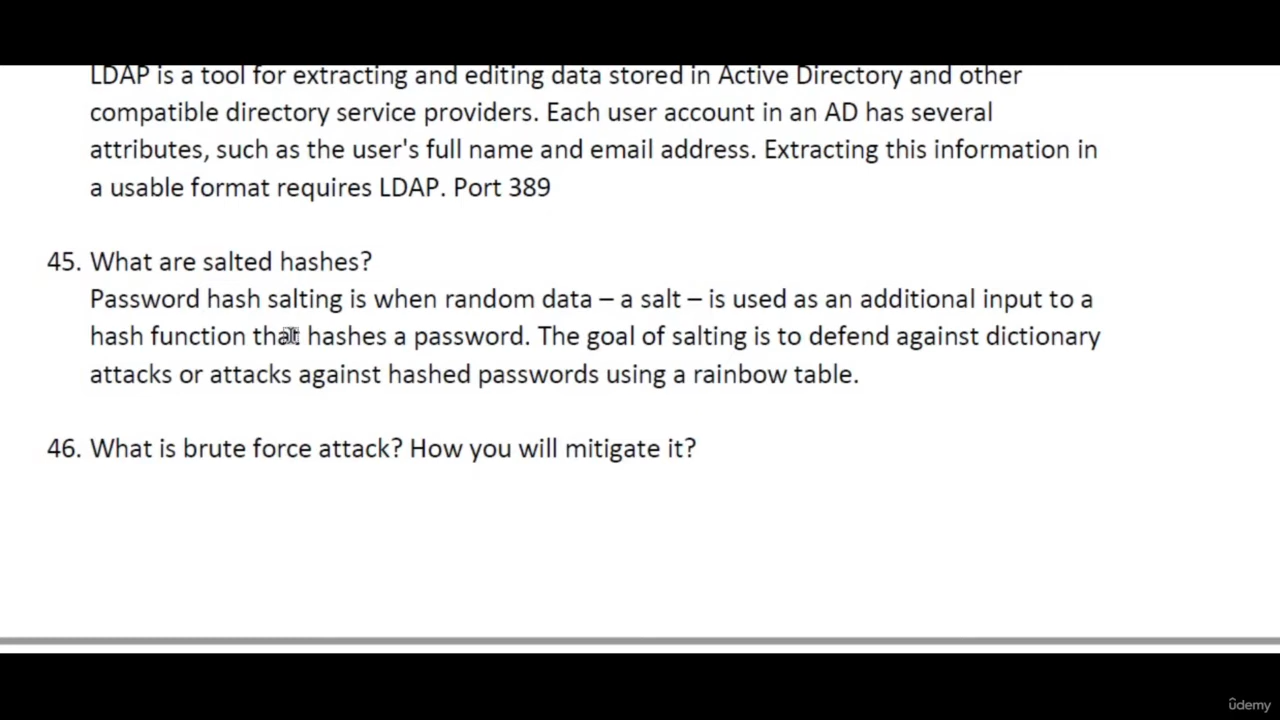 LDAP is a tool for extracting and editing data stored in Active Directory and other
compatible directory service providers. Each user account in an AD has several
attributes, such as the user's full name and email address. Extracting this information in
a usable format requires LDAP. Port 389
45. What are salted hashes?
Password hash salting is when random data – a salt – is used as an additional input to a
hash function that hashes a password. The goal of salting is to defend against dictionary
attacks or attacks against hashed passwords using a rainbow table.
46. What is brute force attack? How you will mitigate it?
ûdemy